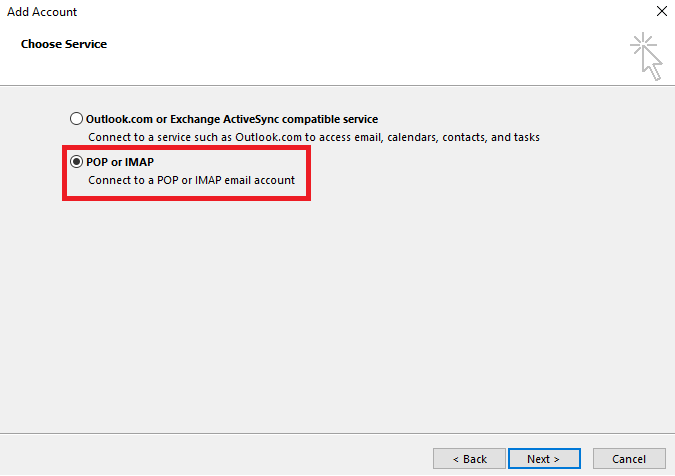 Add Account
Choose Service
Outlook.com or Exchange ActiveSync compatible service
Connect to a service such as Outlook.com to access email, calendars, contacts, and tasks
POP or IMAP
Connect to a POP or IMAP email account
< Back
Next >
Cancel